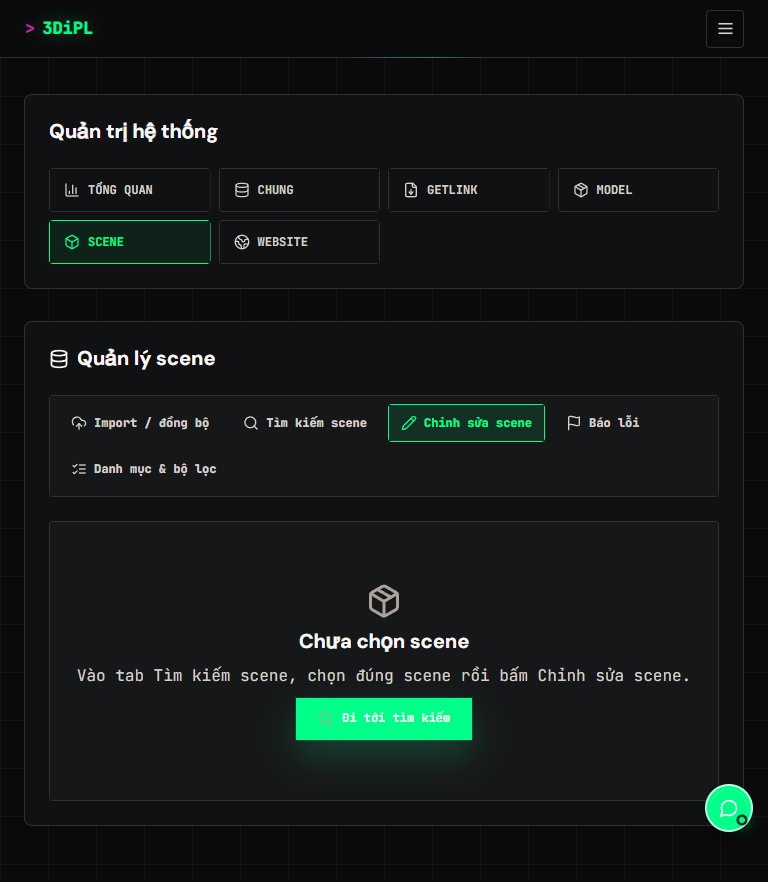 > 3DiPL
Quản trị hệ thống
TỔNG QUAN
CHUNG
GETLINK
MODEL
SCENE
WEBSITE
Quản lý scene
Import / đồng bộ
Tìm kiếm scene
Chỉnh sửa scene
Báo lỗi
Danh mục & bộ lọc
Chưa chọn scene
Vào tab Tìm kiếm scene, chọn đúng scene rồi bấm Chỉnh sửa scene.
Đi tới tìm kiếm